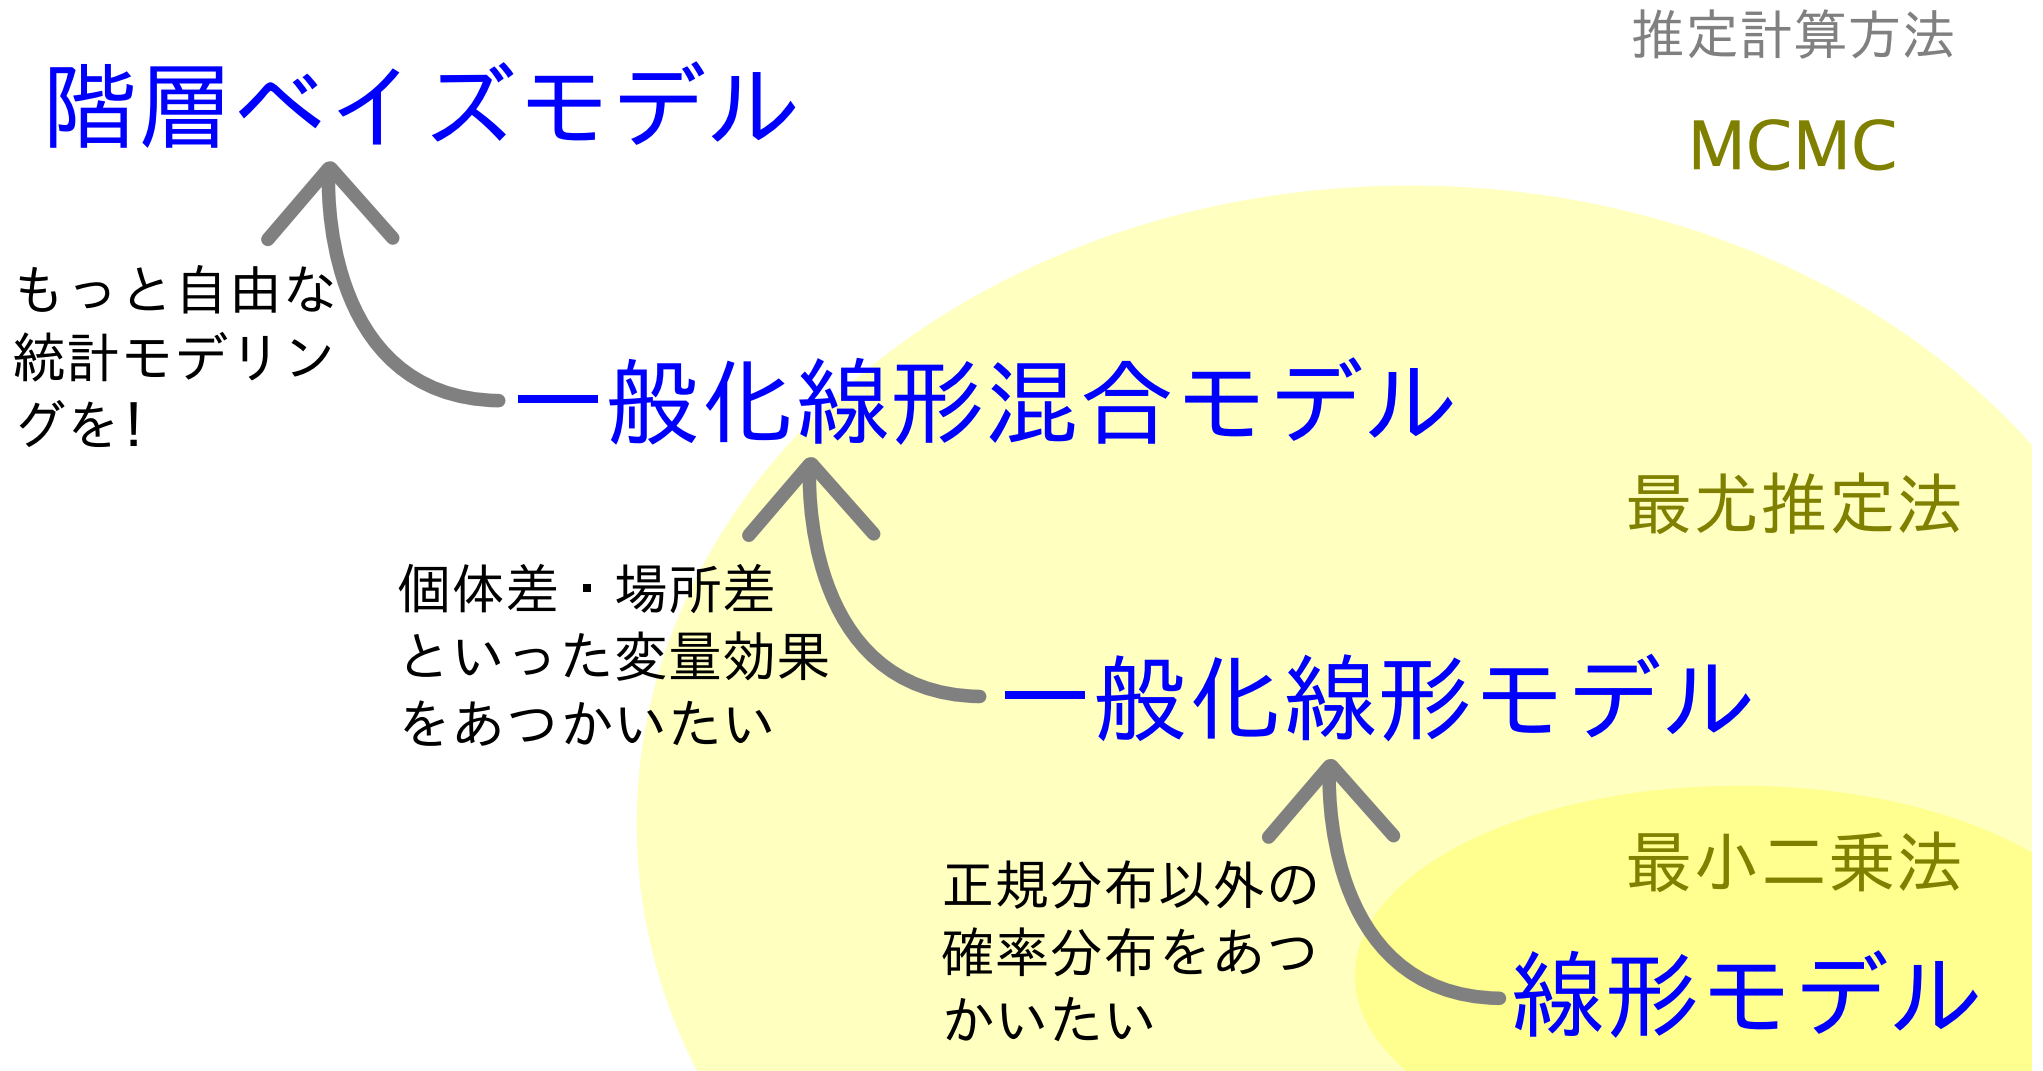 推定計算方法
階層ベイズモデル
MCMC
もっと自由な
統計モデリン
グを!
一般化線形混合モデル
最尤推定法
個体差・場所差
といった変量効果
をあつかいたい
一般化線形モデル
最小二乗法
正規分布以外の
確率分布をあつ
かいたい
線形モデル